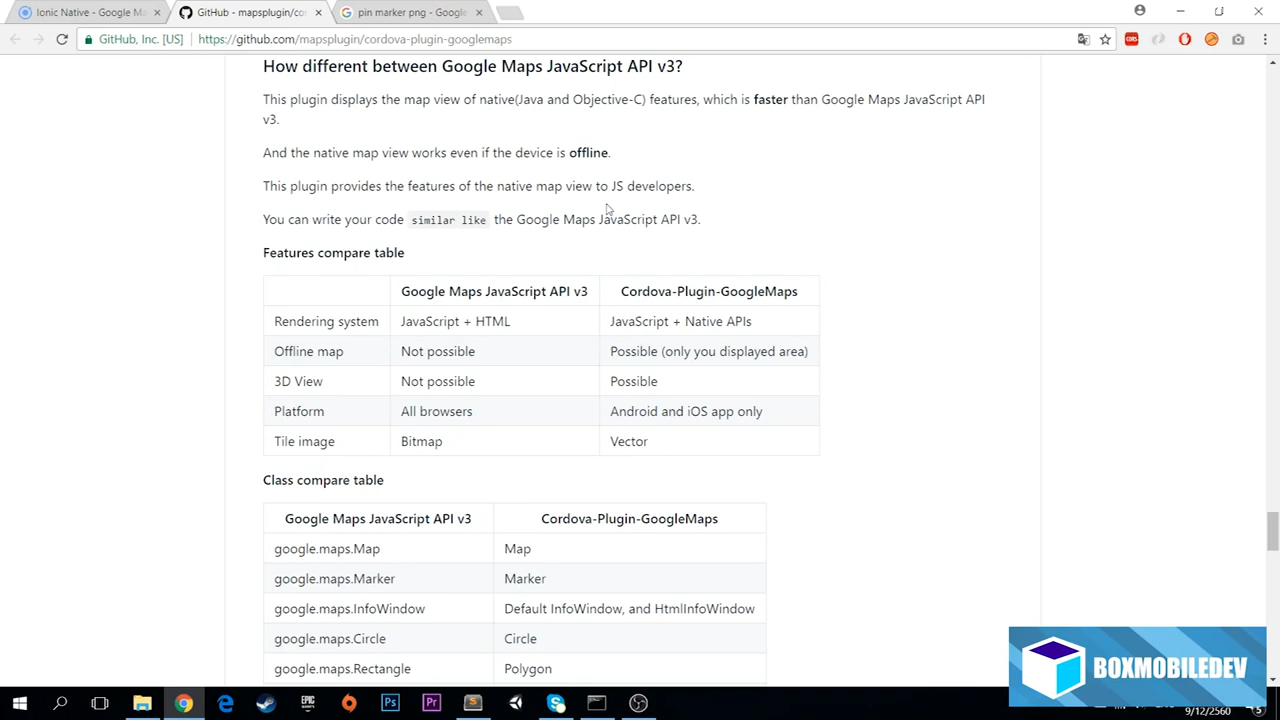 Ionic Native - Google M
GitHub - mapsplugin/co
pin marker png - Google
GitHub, Inc. [US]
https://github.com/mapsplugin/cordova-plugin-googlemaps
How different between Google Maps JavaScript API v3?
This plugin displays the map view of native(Java and Objective-C) features, which is faster than Google Maps JavaScript API
v3.
And the native map view works even if the device is offline.
This plugin provides the features of the native map view to JS developers.
You can write your code similar like the Google Maps JavaScript API v3.
Features compare table
Google Maps JavaScript API v3 Cordova-Plugin-GoogleMaps
Rendering system JavaScript + HTML JavaScript + Native APIs
Offline map Not possible Possible (only you displayed area)
3D View Not possible Possible
Platform All browsers Android and iOS app only
Tile image Bitmap Vector
Class compare table
Google Maps JavaScript API v3 Cordova-Plugin-GoogleMaps
google.maps.Map Map
google.maps.Marker Marker
google.maps.InfoWindow Default InfoWindow, and HtmlInfoWindow
google.maps.Circle Circle
google.maps.Rectangle Polygon
BOXMOBILEDEV
EPIC
Ps
Pr
9/12/2560
5